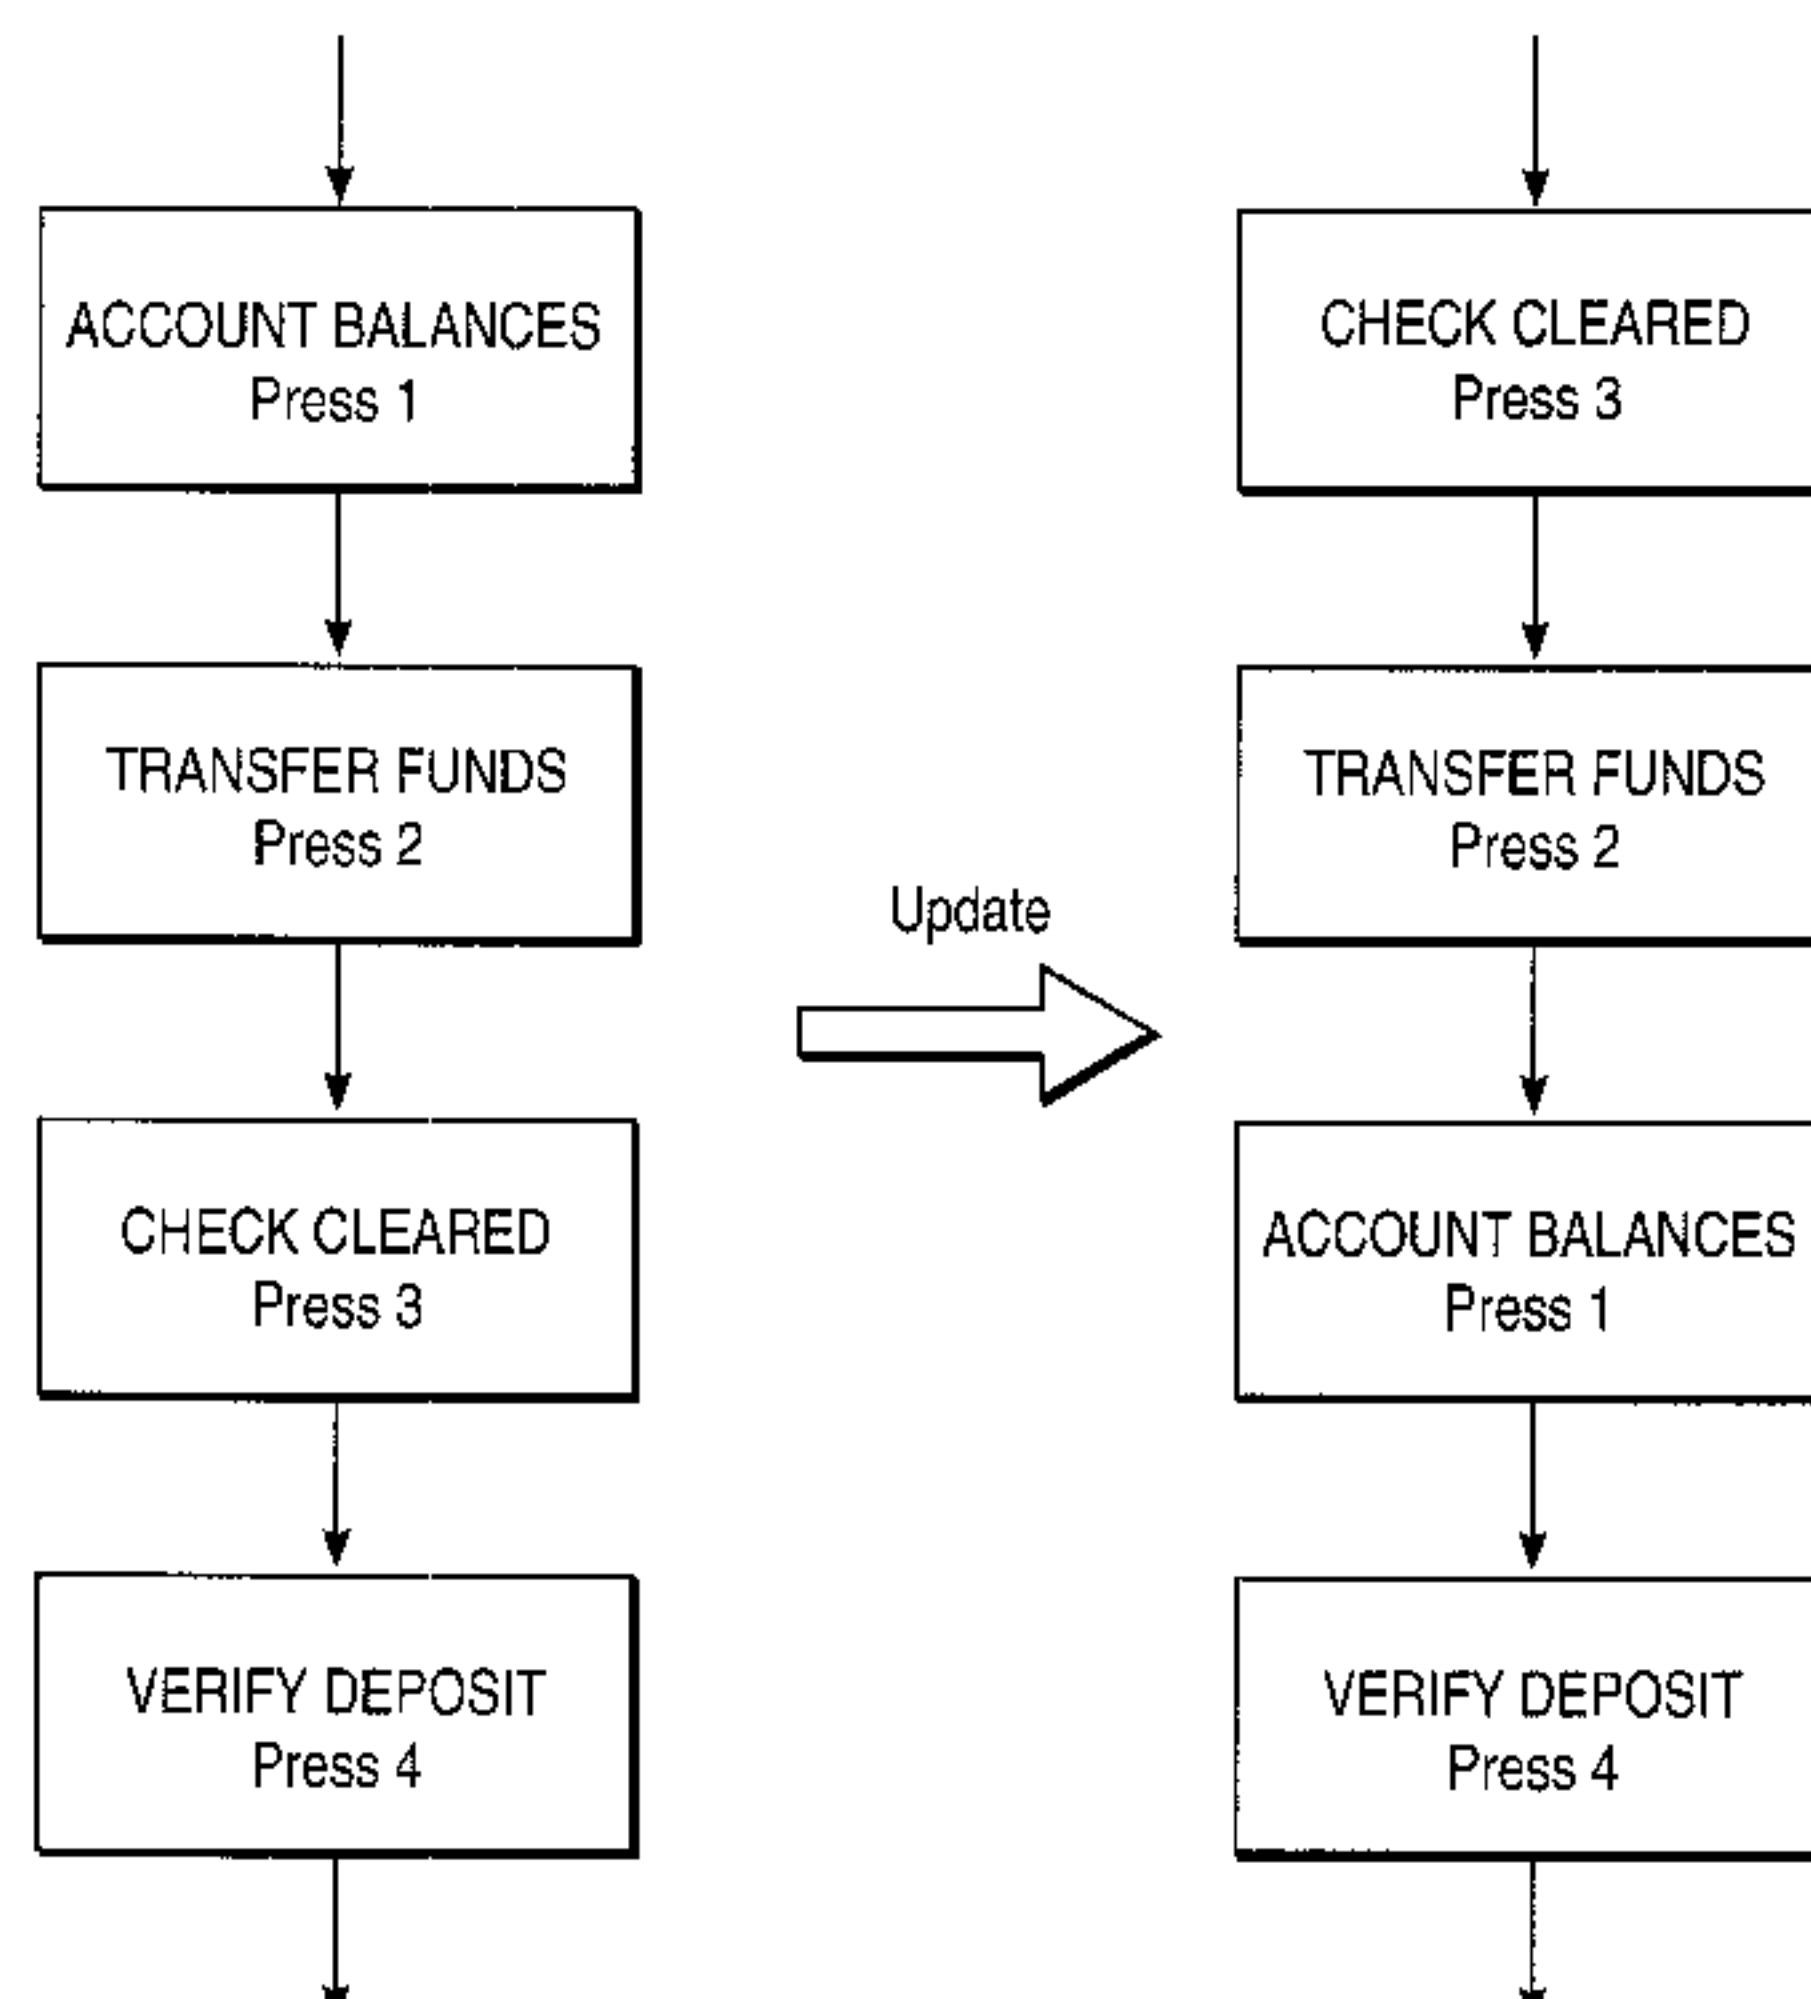 ACCOUNT BALANCES
Press 1
TRANSFER FUNDS
Press 2
CHECK CLEARED
Press 3
VERIFY DEPOSIT
Press 4
Update
CHECK CLEARED
Press 3
TRANSFER FUNDS
Press 2
ACCOUNT BALANCES
Press 1
VERIFY DEPOSIT
Press 4